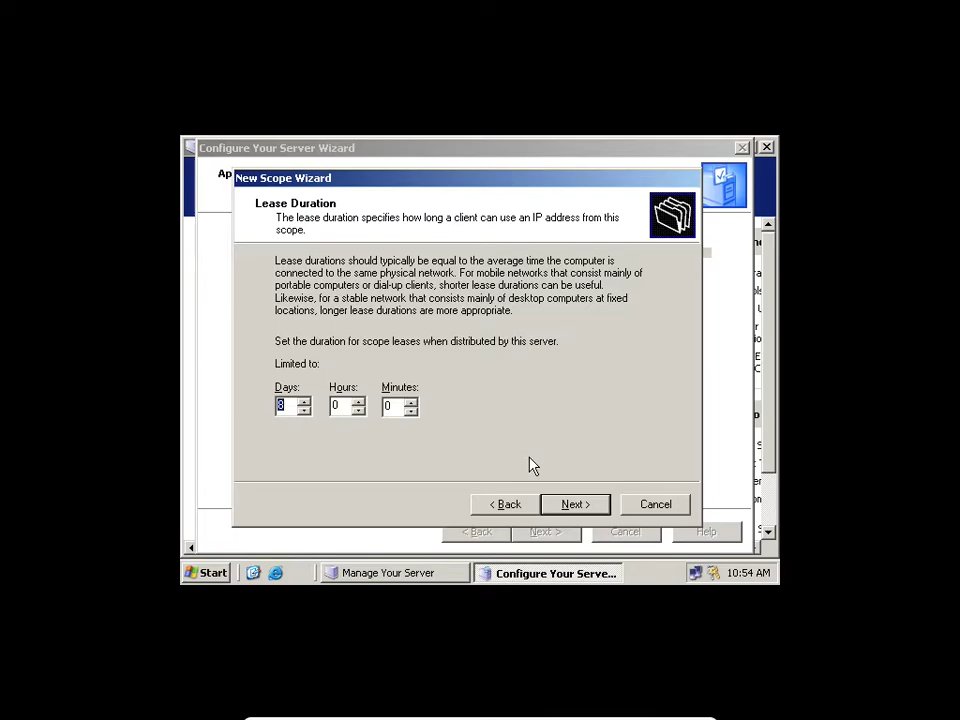 Configure Your Server Wizard
Ap
New Scope Wizard
Lease Duration
The lease duration specifies how long a client can use an IP address from this
scope.
Lease durations should typically be equal to the average time the computer is
connected to the same physical network. For mobile networks that consist mainly of
portable computers or dial-up clients, shorter lease durations can be useful.
Likewise, for a stable network that consists mainly of desktop computers at fixed
locations, longer lease durations are more appropriate.
Set the duration for scope leases when distributed by this server.
Limited to:
Days: Hours: Minutes:
8 0 0
< Back Next > Cancel
< Back Next > Cancel Help
Start Manage Your Server Configure Your Serve... 10:54 AM